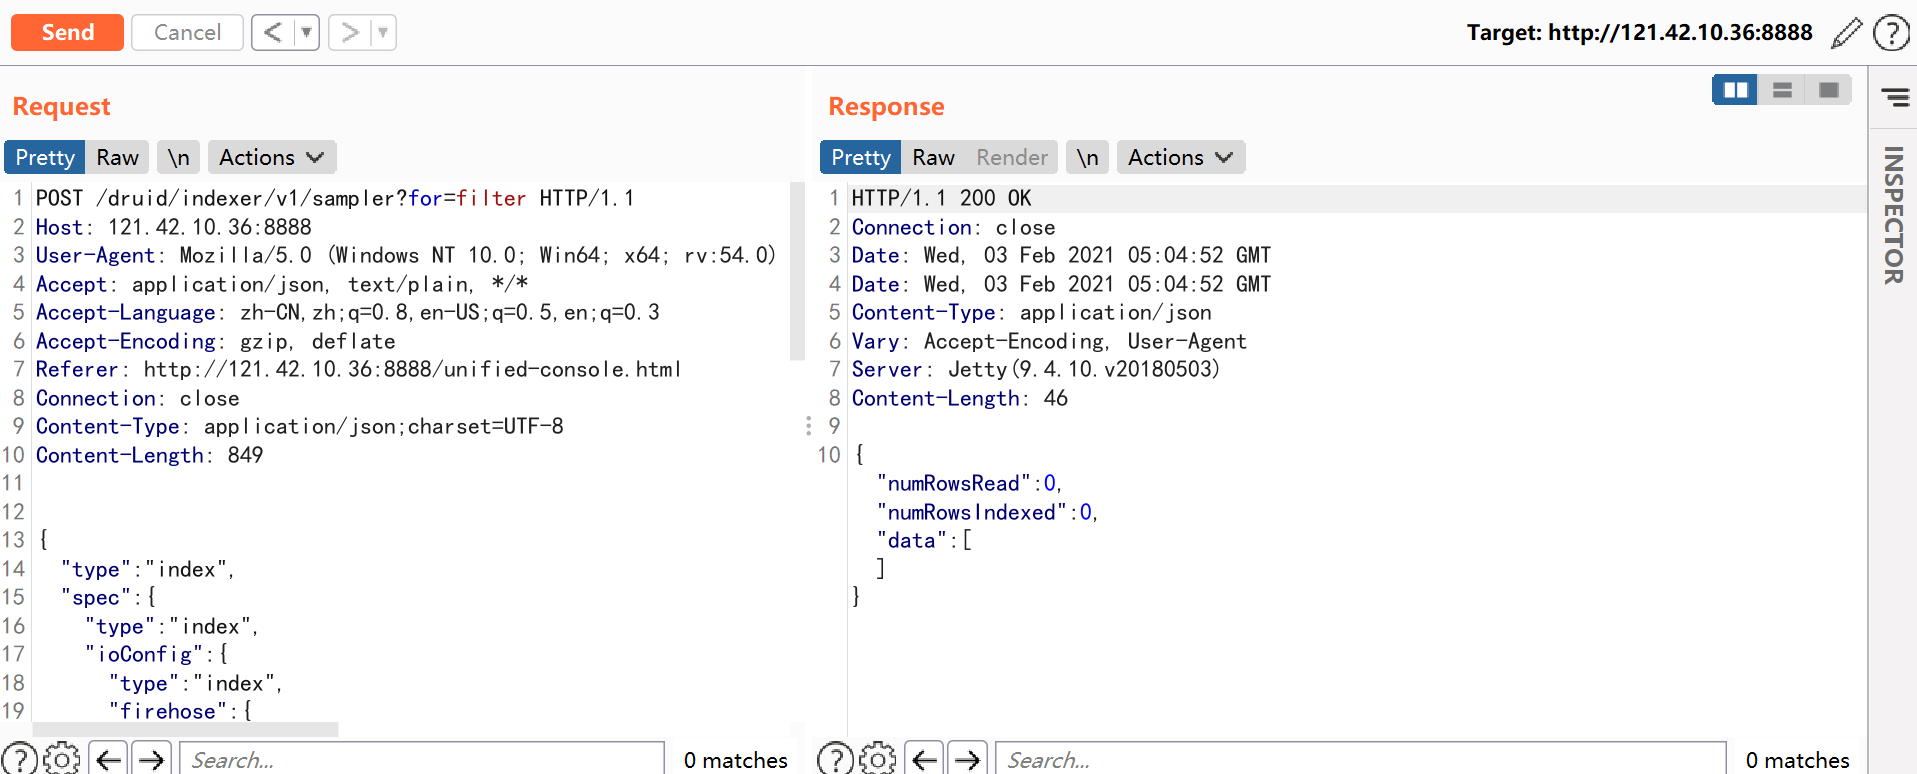 Send Cancel < ▼ > ▼ Target: http://121.42.10.36:8888 ?
Request
Pretty Raw \n Actions
1 POST /druid/indexer/v1/sampler?for=filter HTTP/1.1
2 Host: 121.42.10.36:8888
3 User-Agent: Mozilla/5.0 (Windows NT 10.0; Win64; x64; rv:54.0)
4 Accept: application/json, text/plain, */*
5 Accept-Language: zh-CN,zh;q=0.8,en-US;q=0.5,en;q=0.3
6 Accept-Encoding: gzip, deflate
7 Referer: http://121.42.10.36:8888/unified-console.html
8 Connection: close
9 Content-Type: application/json;charset=UTF-8
10 Content-Length: 849
11
12
13 {
14 "type":"index",
15 "spec":{
16 "type":"index",
17 "ioConfig":{
18 "type":"index",
19 "firehose":{
? Search... 0 matches
Response
Pretty Raw Render \n Actions
1 HTTP/1.1 200 OK
2 Connection: close
3 Date: Wed, 03 Feb 2021 05:04:52 GMT
4 Date: Wed, 03 Feb 2021 05:04:52 GMT
5 Content-Type: application/json
6 Vary: Accept-Encoding, User-Agent
7 Server: Jetty(9.4.10.v20180503)
8 Content-Length: 46
9
10 {
"numRowsRead":0,
"numRowsIndexed":0,
"data":[
]
}
? Search... 0 matches
INSPECTOR